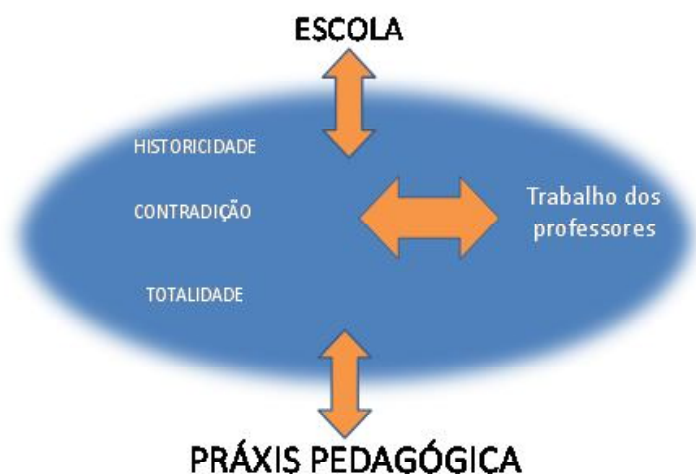 ESCOLA
HISTORICIDADE
CONTRADIÇÃO
Trabalho dos
professores
TOTALIDADE
PRÁXIS PEDAGÓGICA